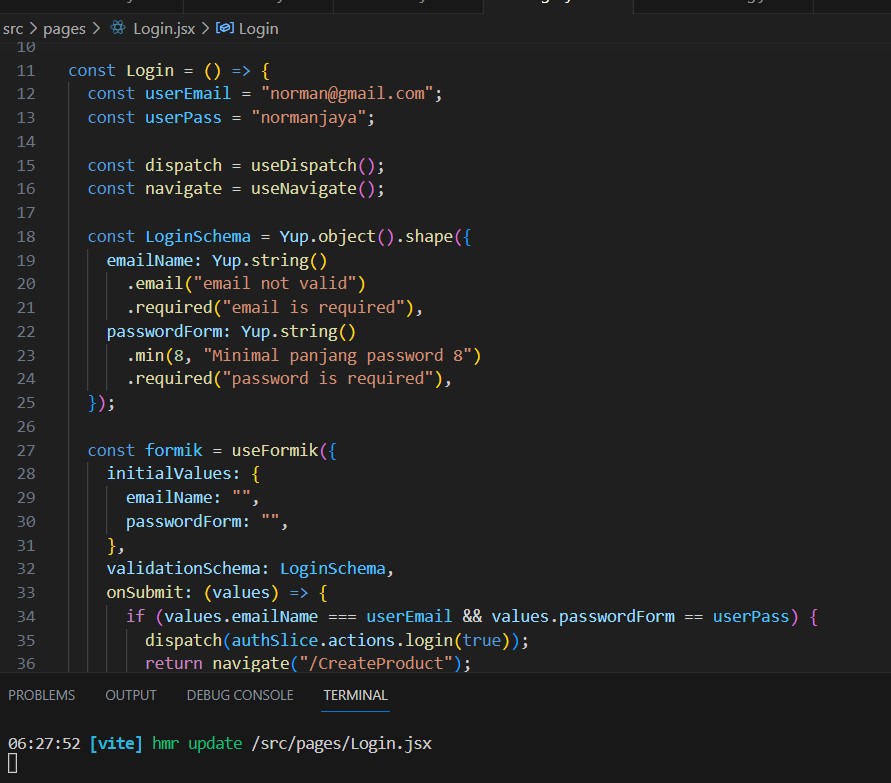 src > pages > Login.jsx > Login
10
11 const Login = () => {
12 const userEmail = "norman@gmail.com";
13 const userPass = "normanjaya";
14
15 const dispatch = useDispatch();
16 const navigate = useNavigate();
17
18 const LoginSchema = Yup.object().shape({
19 emailName: Yup.string()
20 .email("email not valid")
21 .required("email is required"),
22 passwordForm: Yup.string()
23 .min(8, "Minimal panjang password 8")
24 .required("password is required"),
25 });
26
27 const formik = useFormik({
28 initialValues: {
29 emailName: "",
30 passwordForm: "",
31 },
32 validationSchema: LoginSchema,
33 onSubmit: (values) => {
34 if (values.emailName === userEmail && values.passwordForm == userPass) {
35 dispatch(authSlice.actions.login(true));
36 return navigate("/CreateProduct");
PROBLEMS OUTPUT DEBUG CONSOLE TERMINAL
06:27:52 [vite] hmr update /src/pages/Login.jsx